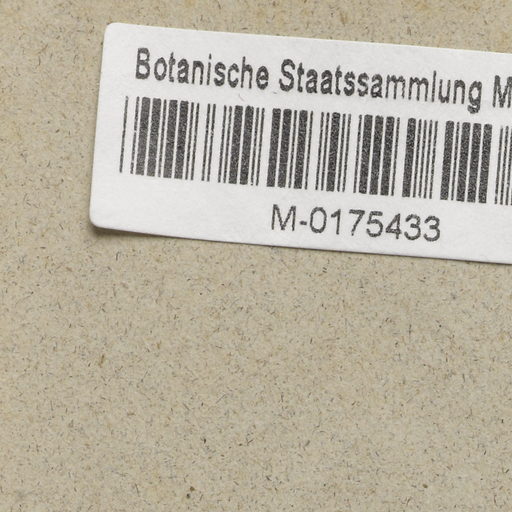 Botanische Staatssammlung M
M-0175433